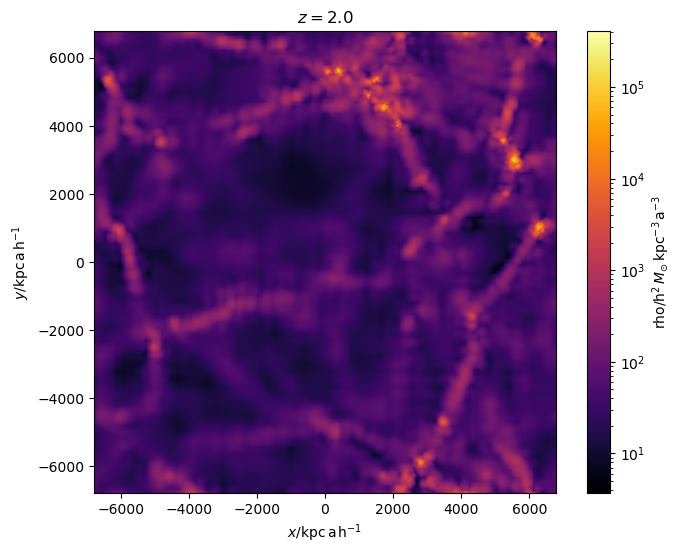 z = 2.0
6000
4000
2000
0
−2000
−4000
−6000
y/kpc a h⁻¹
−6000 −4000 −2000 0 2000 4000 6000
x/kpc a h⁻¹
10⁵
10⁴
10³
10²
10¹
rho/h² M⊙ kpc⁻³ a⁻³